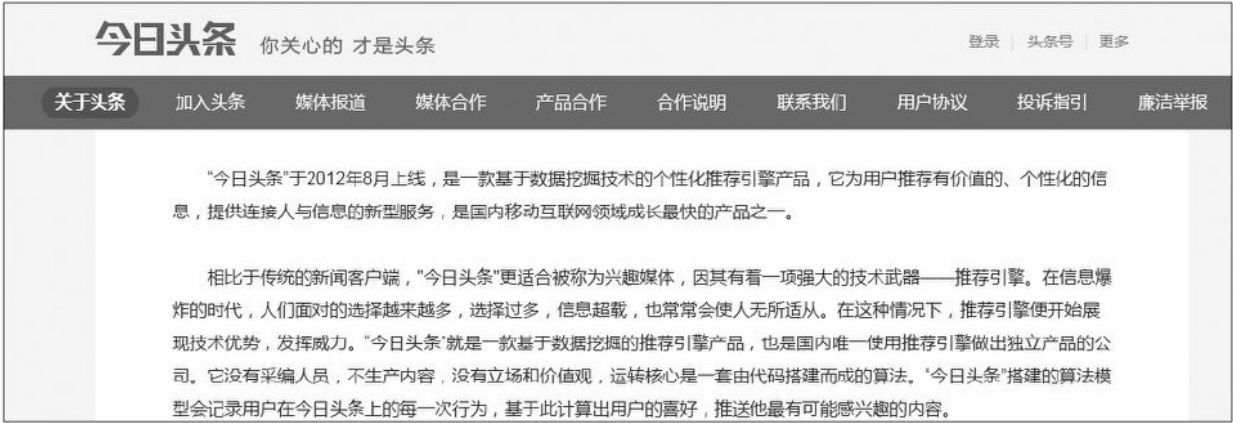 今日头条 你关心的 才是头条 登录 头条号 更多
关于头条 加入头条 媒体报道 媒体合作 产品合作 合作说明 联系我们 用户协议 投诉指引 廉洁举报
“今日头条”于2012年8月上线，是一款基于数据挖掘技术的个性化推荐引擎产品，它为用户推荐有价值的、个性化的信
息，提供连接人与信息的新型服务，是国内移动互联网领域成长最快的产品之一。
相比于传统的新闻客户端，"今日头条"更适合被称为兴趣媒体，因其有着一项强大的技术武器——推荐引擎。在信息爆
炸的时代，人们面对的选择越来越多，选择过多，信息超载，也常常会使人无所适从。在这种情况下，推荐引擎便开始展
现技术优势，发挥威力。“今日头条”就是一款基于数据挖掘的推荐引擎产品，也是国内唯一使用推荐引擎做出独立产品的公
司。它没有采编人员，不生产内容，没有立场和价值观，运转核心是一套由代码搭建而成的算法。“今日头条”搭建的算法模
型会记录用户在今日头条上的每一次行为，基于此计算出用户的喜好，推送他最有可能感兴趣的内容。